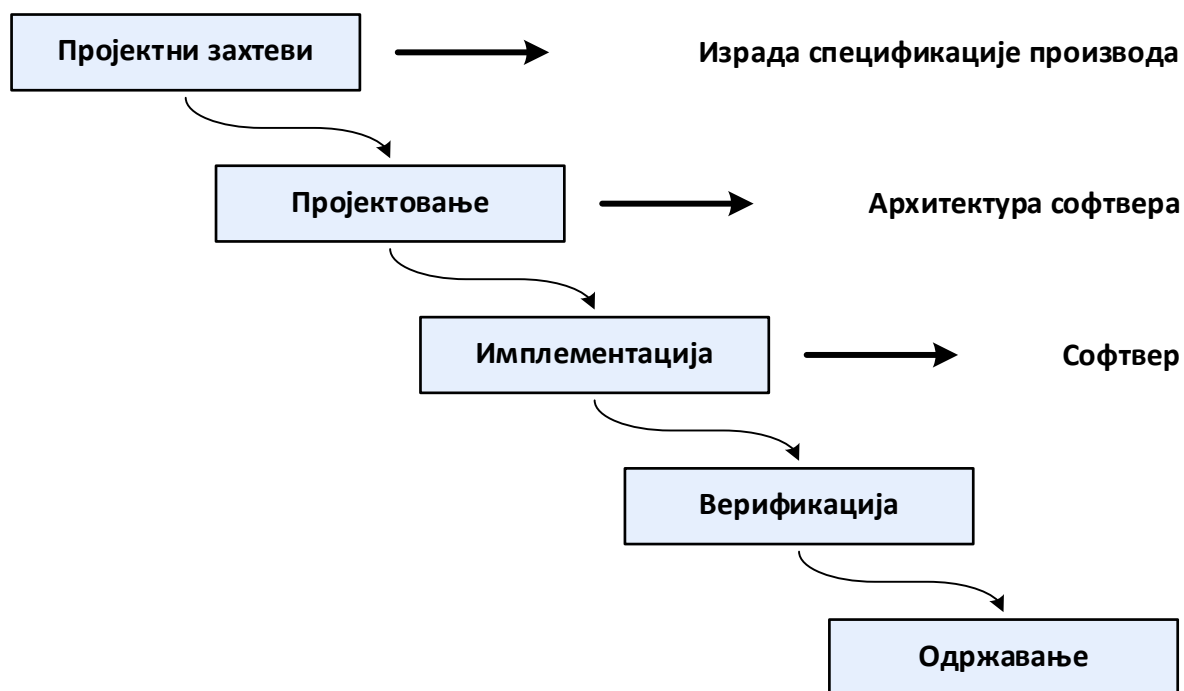 Пројектни захтеви
Израда спецификације производа
Пројектовање
Архитектура софтвера
Имплементација
Софтвер
Верификација
Одржавање